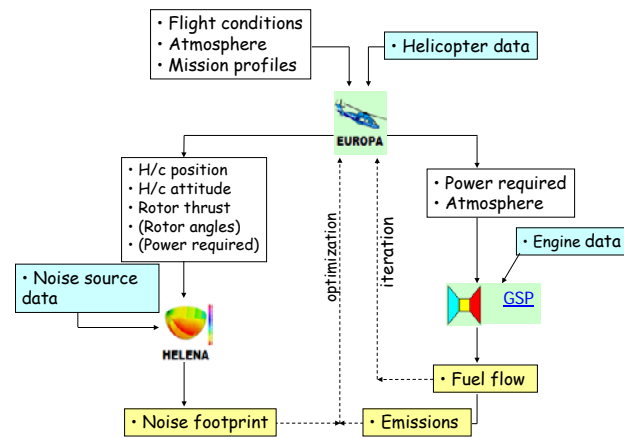 • Flight conditions
• Atmosphere
• Mission profiles
• Helicopter data
EUROPA
• H/c position
• H/c attitude
• Rotor thrust
• (Rotor angles)
• (Power required)
• Power required
• Atmosphere
optimization
iteration
• Engine data
• Noise source
data
GSP
HELENA
• Fuel flow
• Noise footprint
• Emissions